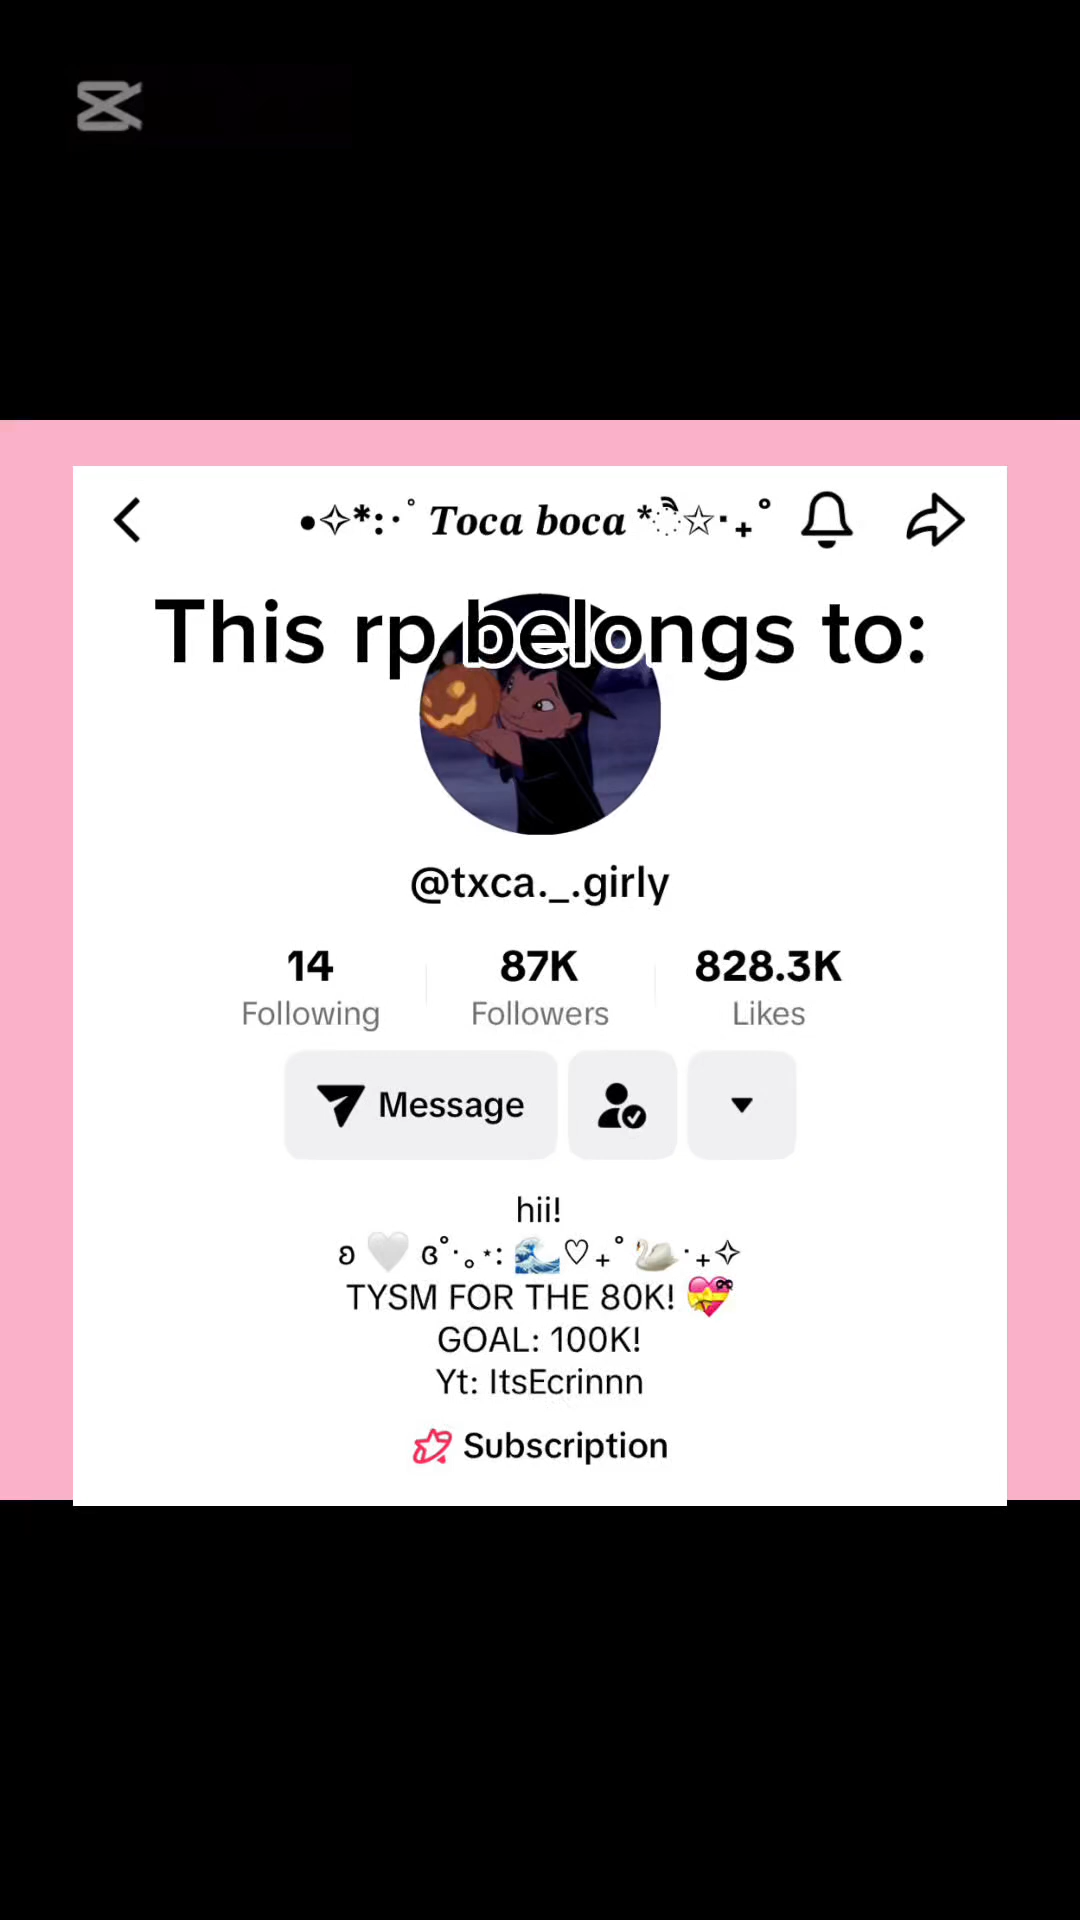 •✧*:·˚ Toca boca *ੈ☆·₊˚
This rp belongs to:
@txca._.girly
14 87K 828.3K
Following Followers Likes
Message
hii!
ʚ 🤍 ɞ˚‧｡⋆: 🌊♡₊˚🦢‧₊✧
TYSM FOR THE 80K! 💝
GOAL: 100K!
Yt: ItsEcrinnn
Subscription